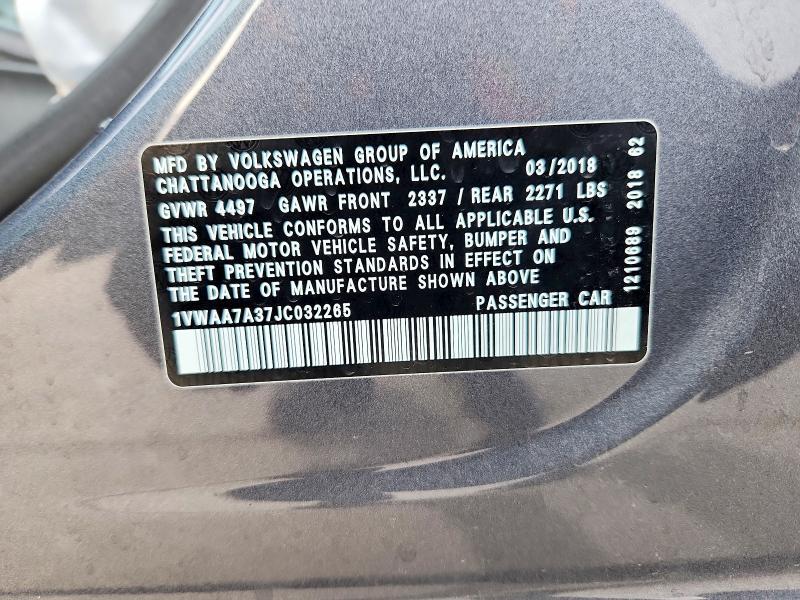 MFD BY VOLKSWAGEN GROUP OF AMERICA
CHATTANOOGA OPERATIONS, LLC. 03/2018
GVWR 4497 GAWR FRONT 2337 / REAR 2271 LBS
THIS VEHICLE CONFORMS TO ALL APPLICABLE U.S.
FEDERAL MOTOR VEHICLE SAFETY, BUMPER AND
THEFT PREVENTION STANDARDS IN EFFECT ON
THE DATE OF MANUFACTURE SHOWN ABOVE
1VWAA7A37JC032265 PASSENGER CAR
1210689 2018 62